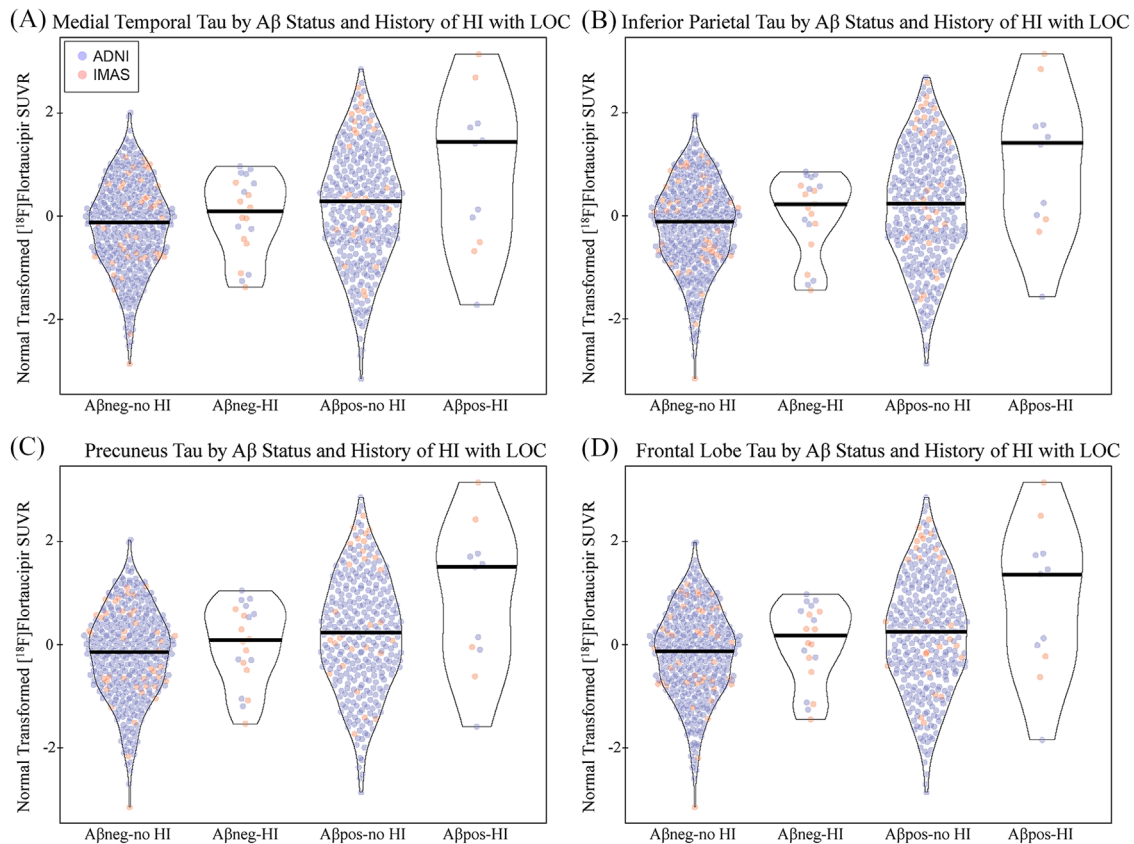 (A) Medial Temporal Tau by Aβ Status and History of HI with LOC
ADNI
IMAS
Normal Transformed [¹⁸F]Flortaucipir SUVR
2
0
-2
Aβneg-no HI Aβneg-HI Aβpos-no HI Aβpos-HI
(B) Inferior Parietal Tau by Aβ Status and History of HI with LOC
Normal Transformed [¹⁸F]Flortaucipir SUVR
2
0
-2
Aβneg-no HI Aβneg-HI Aβpos-no HI Aβpos-HI
(C) Precuneus Tau by Aβ Status and History of HI with LOC
Normal Transformed [¹⁸F]Flortaucipir SUVR
2
0
-2
Aβneg-no HI Aβneg-HI Aβpos-no HI Aβpos-HI
(D) Frontal Lobe Tau by Aβ Status and History of HI with LOC
Normal Transformed [¹⁸F]Flortaucipir SUVR
2
0
-2
Aβneg-no HI Aβneg-HI Aβpos-no HI Aβpos-HI